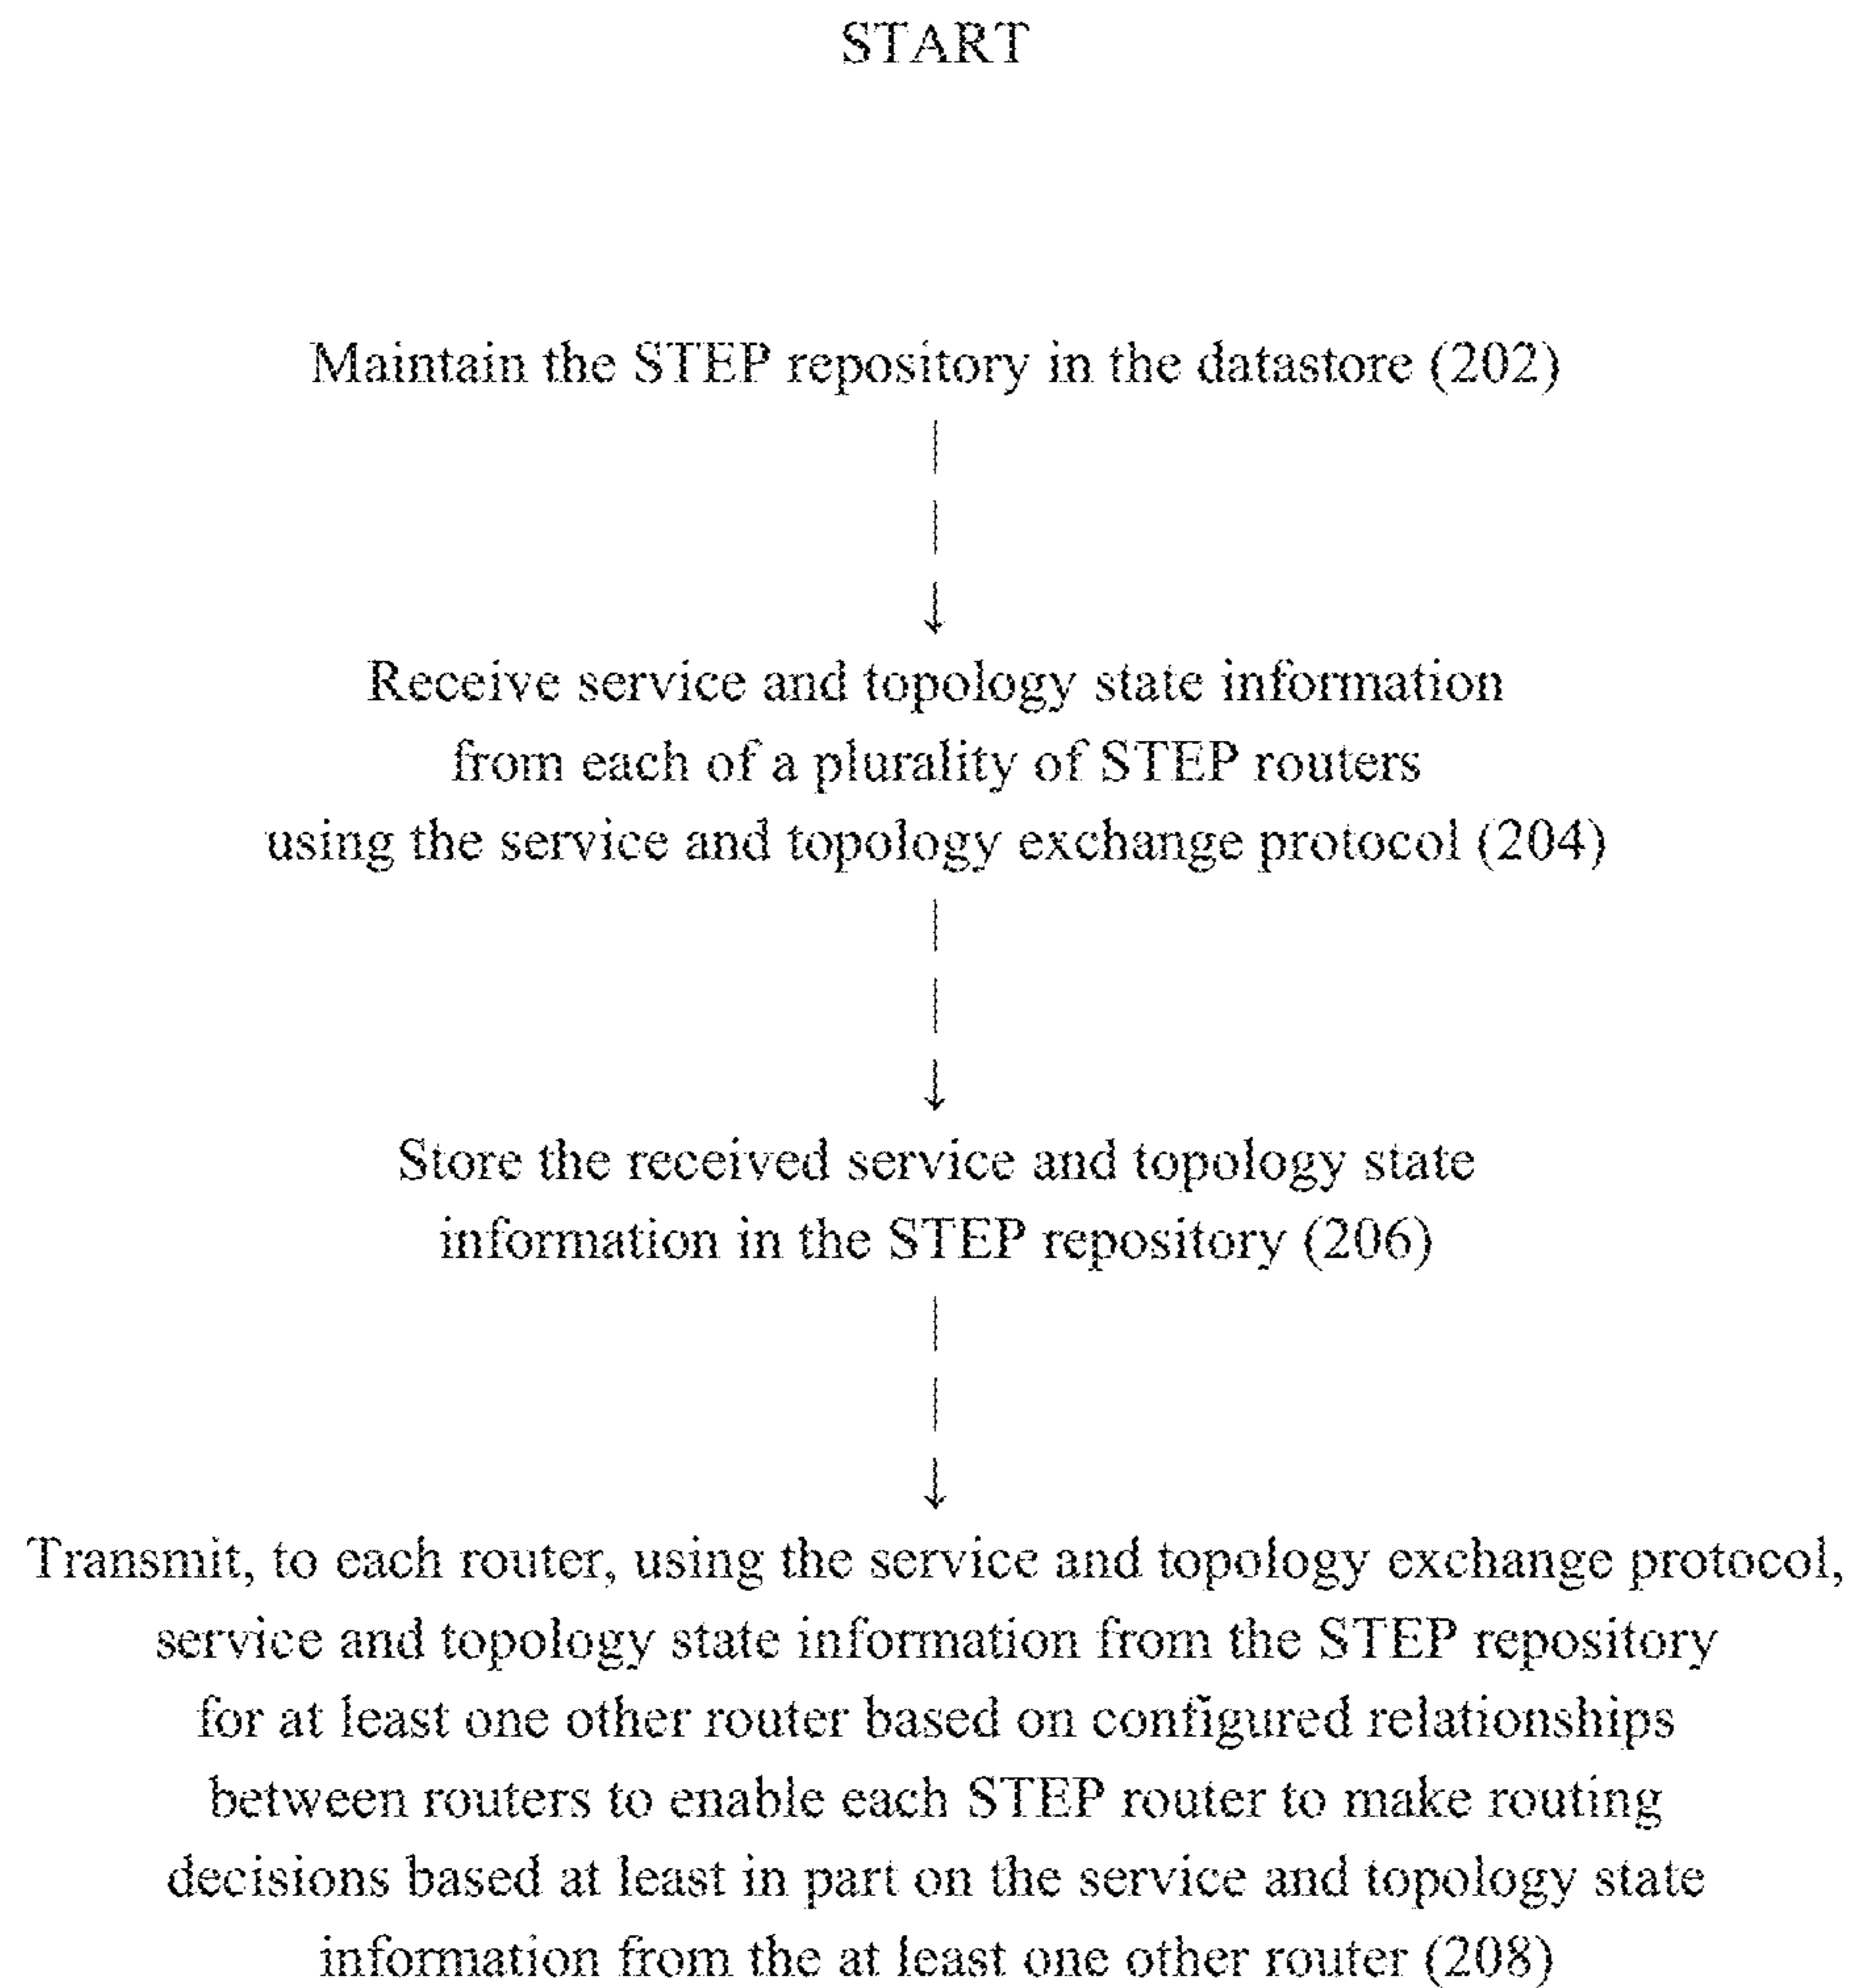 START
Maintain the STEP repository in the datastore (202)
Receive service and topology state information
from each of a plurality of STEP routers
using the service and topology exchange protocol (204)
Store the received service and topology state
information in the STEP repository (206)
Transmit, to each router, using the service and topology exchange protocol,
service and topology state information from the STEP repository
for at least one other router based on configured relationships
between routers to enable each STEP router to make routing
decisions based at least in part on the service and topology state
information from the at least one other router (208)